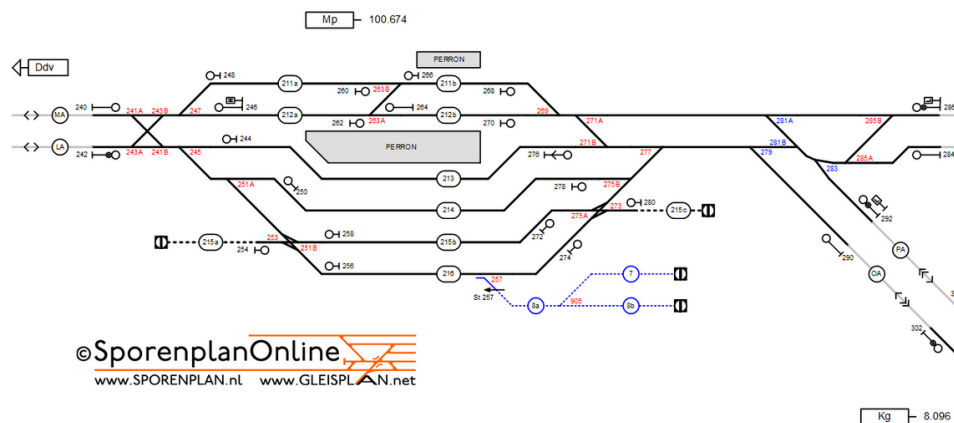 Mp 100.674
PERRON
Ddv
248 211a 260 263B 266 211b 268
240 241A 243B 247 246 212a 262 263A 264 212b 270 269 271A 281A 285B 286
MA
LA
242 243A 241B 245 244 PERRON 276 271B 277 279 281B 283 285A 284
213
251A 250 214 278 275B 292
215a 253 254 251B 258 215b 272 275A 273 280 215c
256 216 274 290 PA
257 7 OA
St 257 8a 905 8b
302 3
©SporenplanOnline
www.SPORENPLAN.nl www.GLEISPLAN.net
Kg 8.096